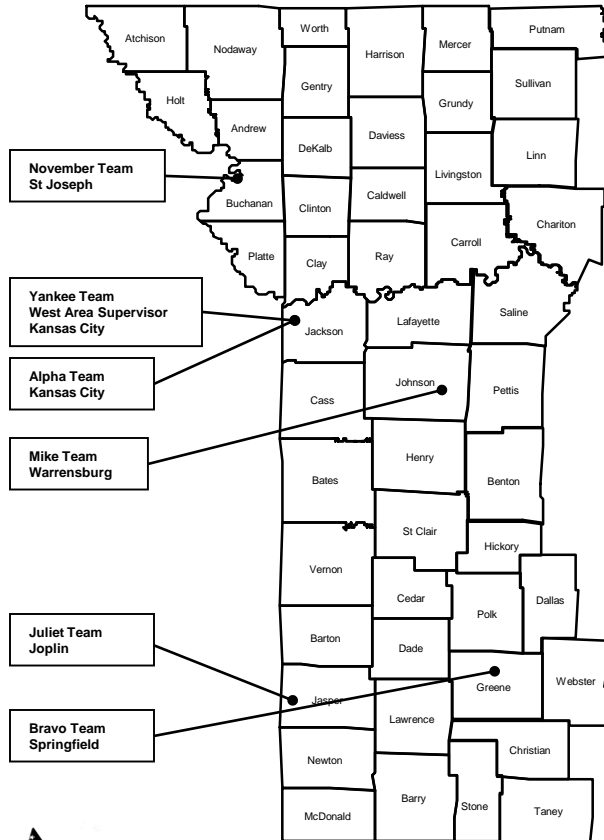 Worth
Putnam
Atchison
Mercer
Nodaway
Harrison
Sullivan
Gentry
Holt
Grundy
Andrew
Daviess
DeKalb
Linn
November Team
St Joseph
Livingston
Buchanan
Caldwell
Clinton
Chariton
Carroll
Platte
Ray
Clay
Yankee Team
West Area Supervisor
Kansas City
Saline
Lafayette
Jackson
Alpha Team
Kansas City
Johnson
Pettis
Cass
Mike Team
Warrensburg
Henry
Bates
Benton
St Clair
Hickory
Vernon
Cedar
Dallas
Polk
Juliet Team
Joplin
Barton
Dade
Webster
Greene
Jasper
Lawrence
Bravo Team
Springfield
Christian
Newton
Barry
Stone
Taney
McDonald